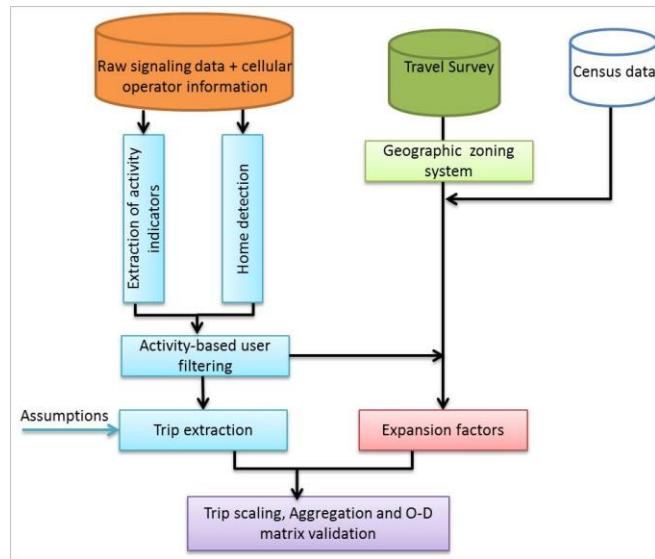 Raw signaling data + cellular
operator information
Travel Survey
Census data
Geographic zoning
system
Extraction of activity
indicators
Home detection
Activity-based user
filtering
Assumptions
Trip extraction
Expansion factors
Trip scaling, Aggregation and O-D
matrix validation